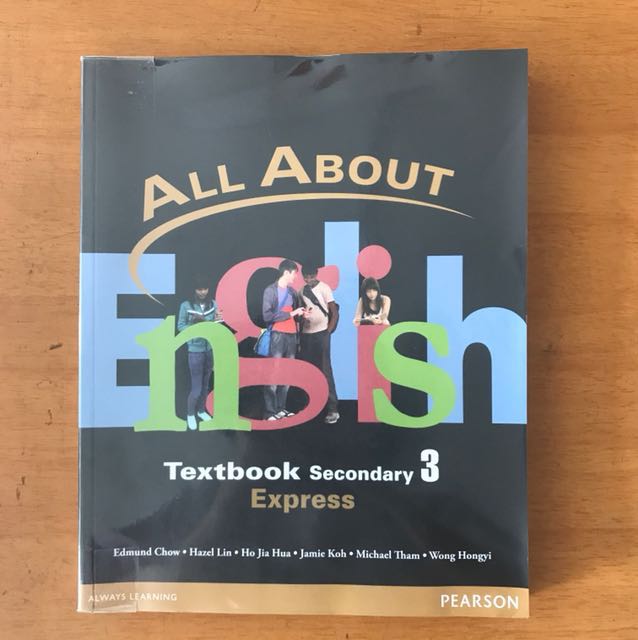 ALL ABOUT
English
Textbook Secondary 3
Express
Edmund Chow • Hazel Lin • Ho Jia Hua • Jamie Koh • Michael Tham • Wong Hongyi
ALWAYS LEARNING PEARSON